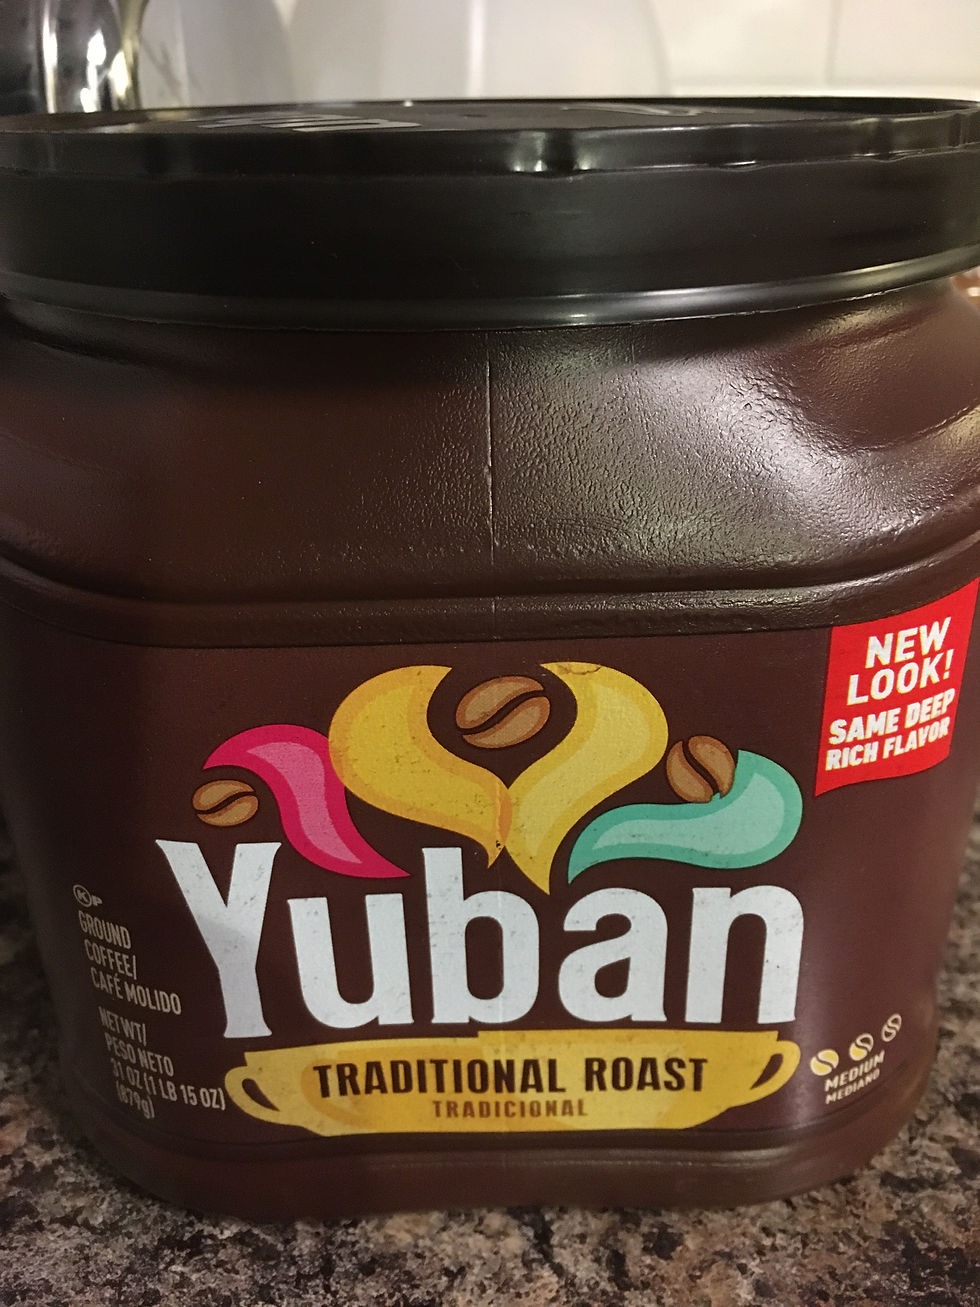 NEW
LOOK!
SAME DEEP
RICH FLAVOR
Yuban
K P
GROUND
COFFEE/
CAFÉ MOLIDO
NET WT/
PESO NETO
31 OZ (1 LB 15 OZ)
(879g)
TRADITIONAL ROAST
TRADICIONAL
MEDIUM
MEDIANO